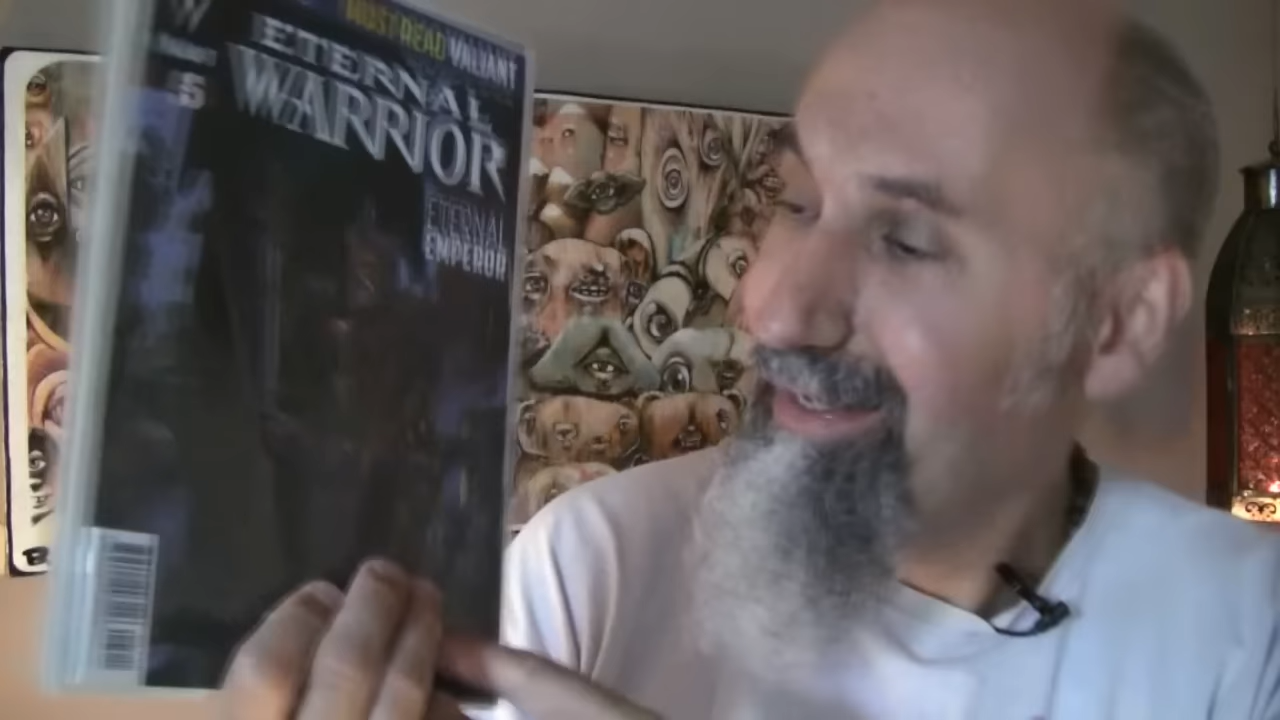 MUST READ VALIANT
5
ETERNAL
WARRIOR
ETERNAL
EMPEROR